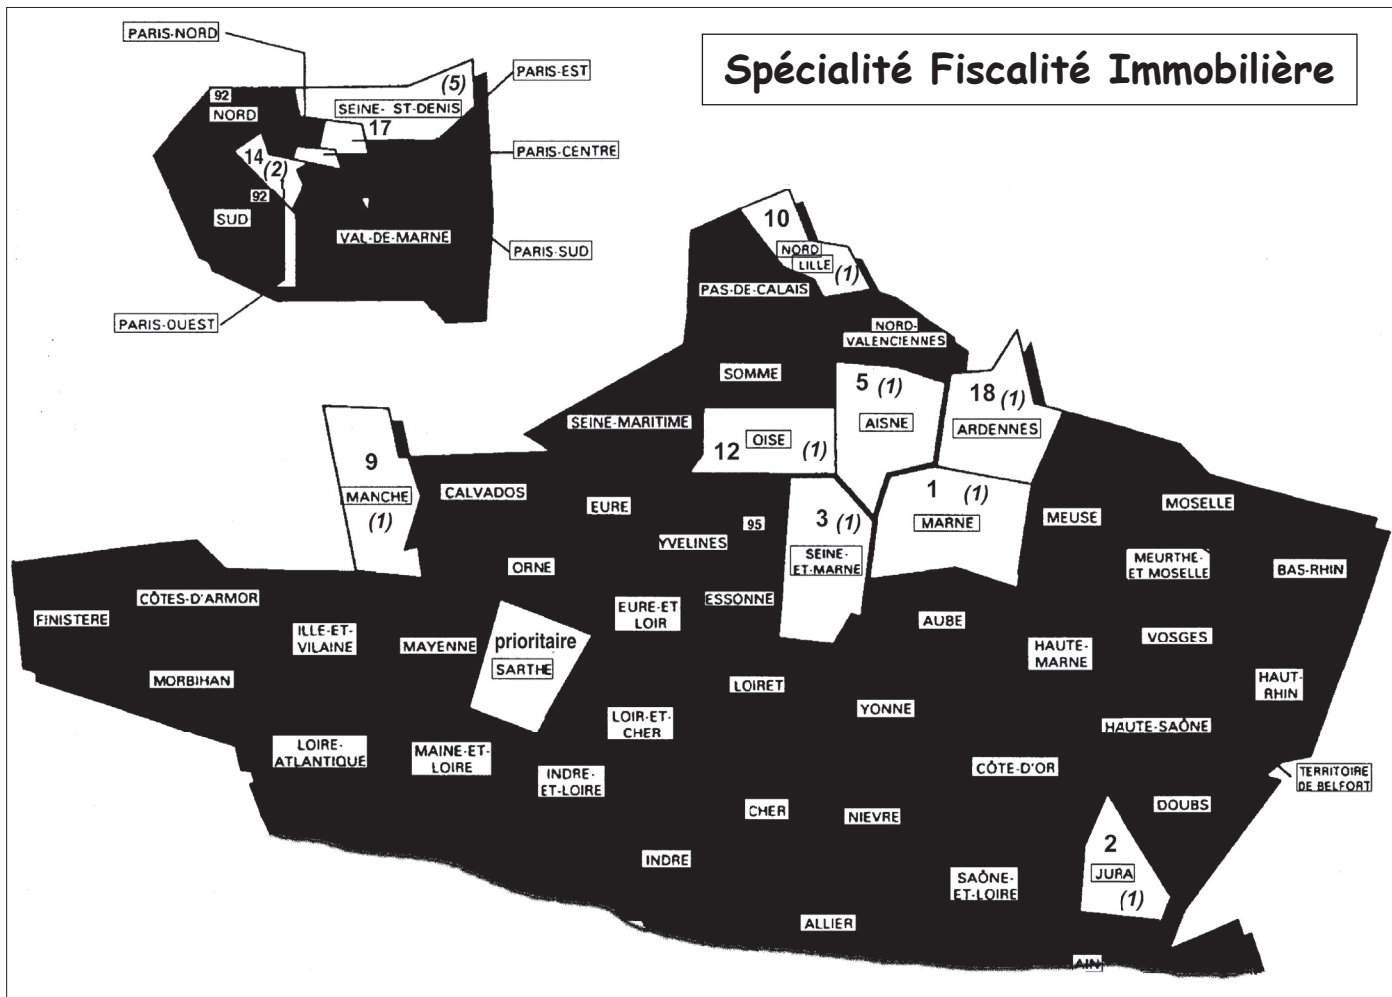 Spécialité Fiscalité Immobilière
PARIS-NORD
PARIS-EST
(5)
92
NORD
SEINE- ST-DENIS
17
14
(2)
PARIS-CENTRE
92
SUD
VAL-DE-MARNE
PARIS-SUD
PARIS-OUEST
10
NORD
LILLE
(1)
PAS-DE-CALAIS
NORD-
VALENCIENNES
SOMME
5 (1)
AISNE
18 (1)
ARDENNES
SEINE-MARITIME
OISE
12
(1)
9
MANCHE
(1)
CALVADOS
EURE
95
YVELINES
3 (1)
SEINE-
ET-MARNE
1 (1)
MARNE
MEUSE
MOSELLE
MEURTHE-
ET MOSELLE
BAS-RHIN
ORNE
CÔTES-D'ARMOR
FINISTERE
ILLE-ET-
VILAINE
MAYENNE
prioritaire
SARTHE
EURE-ET
LOIR
ESSONNE
AUBE
HAUTE-
MARNE
VOSGES
HAUT-
RHIN
MORBIHAN
LOIRET
YONNE
LOIR-ET-
CHER
HAUTE-SAÔNE
LOIRE-
ATLANTIQUE
MAINE-ET-
LOIRE
INDRE-
ET-LOIRE
CÔTE-D'OR
TERRITOIRE
DE BELFORT
DOUBS
CHER
NIEVRE
2
JURA
(1)
INDRE
SAÔNE-
ET-LOIRE
ALLIER
AIN